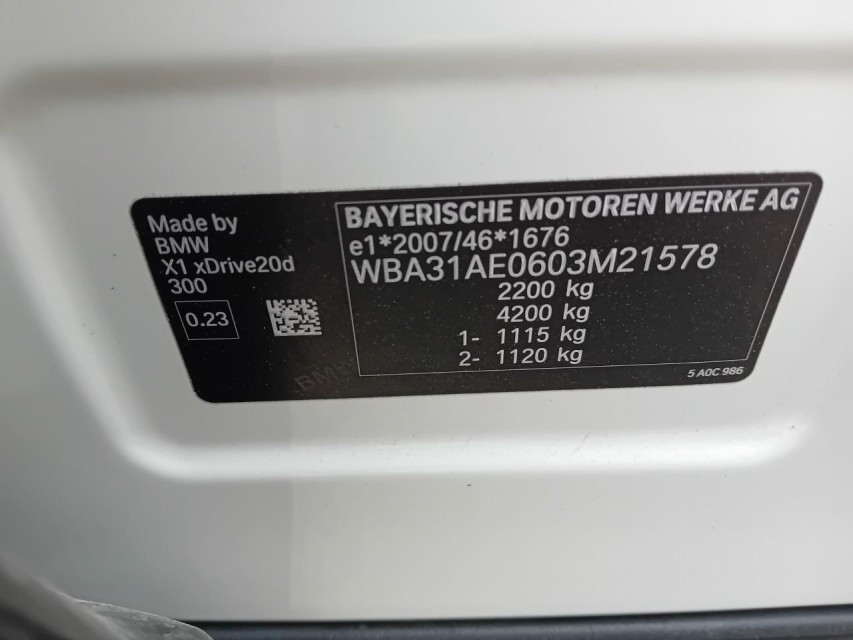 Made by
BMW
X1 xDrive20d
300
0.23
BAYERISCHE MOTOREN WERKE AG
e1*2007/46*1676
WBA31AE0603M21578
2200 kg
4200 kg
1- 1115 kg
2- 1120 kg
5 A0C 986
BMW